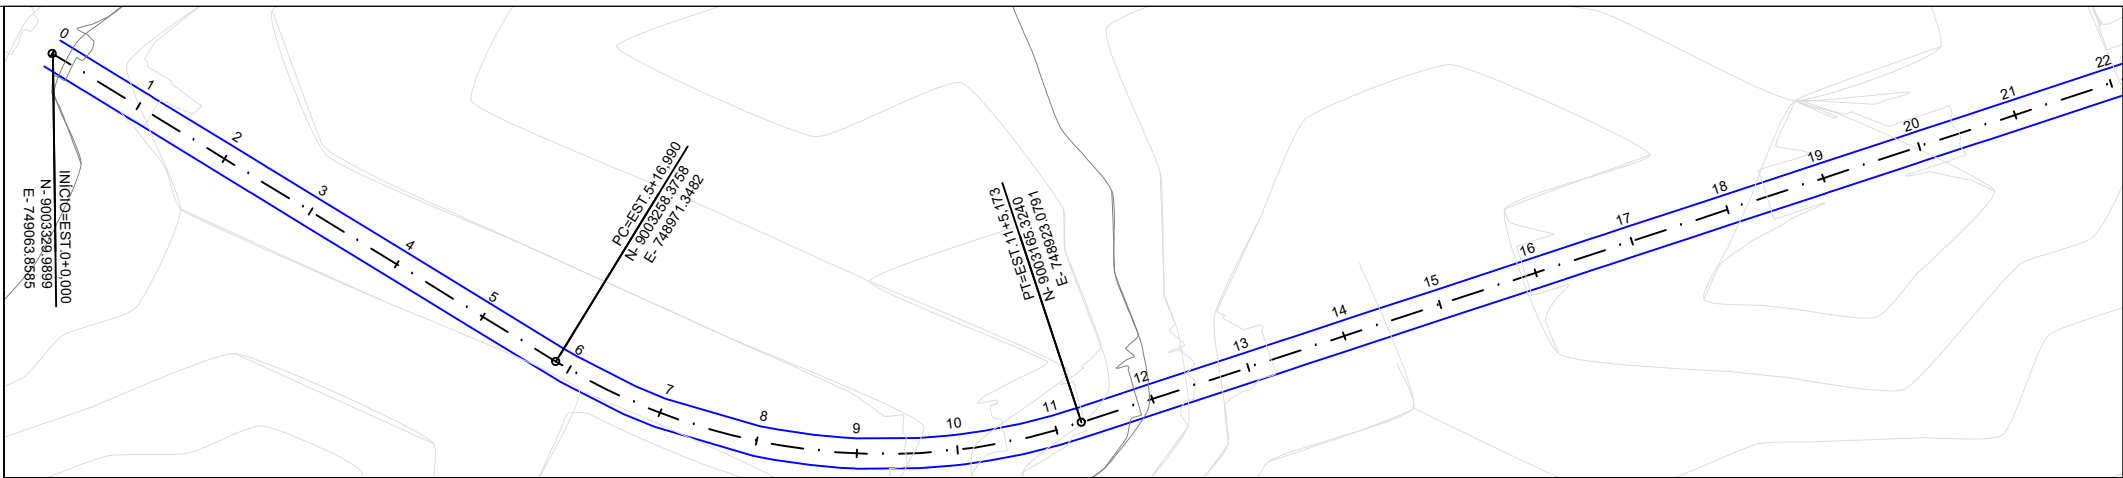 0
1
2
3
4
5
6
7
8
9
10
11
12
13
14
15
16
17
18
19
20
21
22
INÍCIO=EST.0+0,000
N- 9003329.9899
E- 749063.8585
PC=EST.5+16,990
N- 9003258.3758
E- 748971.3482
PT=EST.11+5,173
N- 9003165.3240
E- 748923.0791